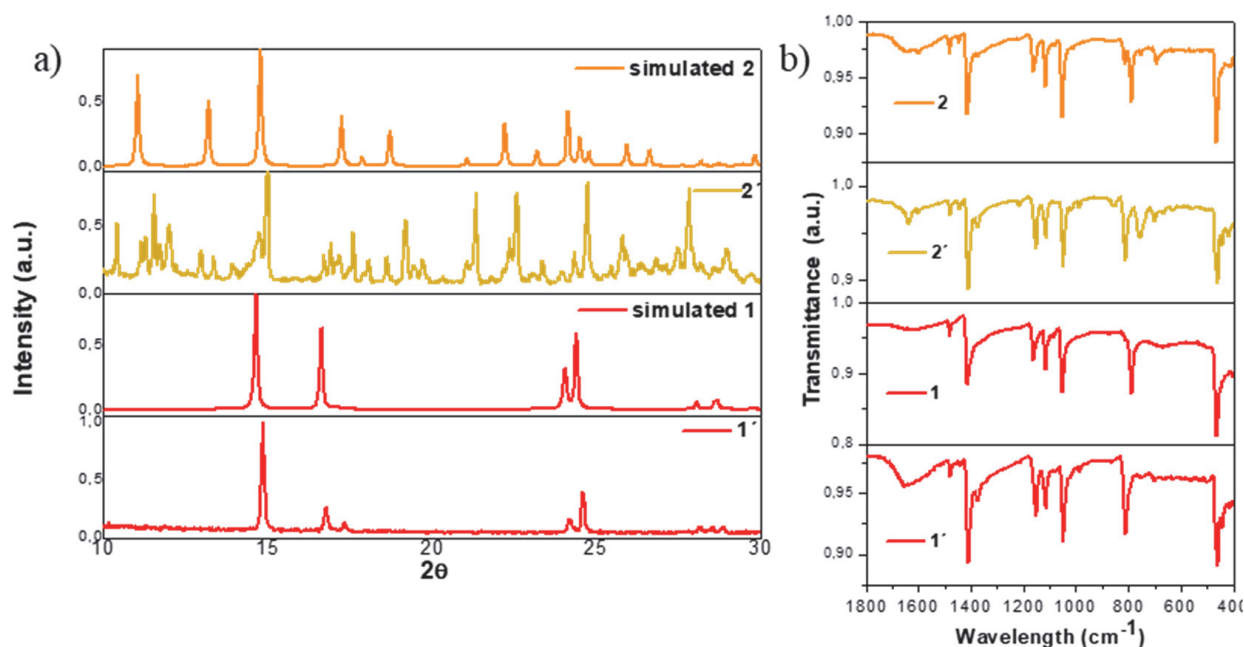 a)
Intensity (a.u.)
simulated 2
0.5
0.0
2´
0.5
0.0
simulated 1
0.5
0.0
1´
1.0
0.5
0.0
10 15 20 25 30
2θ
b)
Transmittance (a.u.)
1,00
0,95
0,90
2
1,0
0,9
2´
1,0
0,9
0,8
1
0,95
0,90
1´
1800 1600 1400 1200 1000 800 600 400
Wavelength (cm⁻¹)